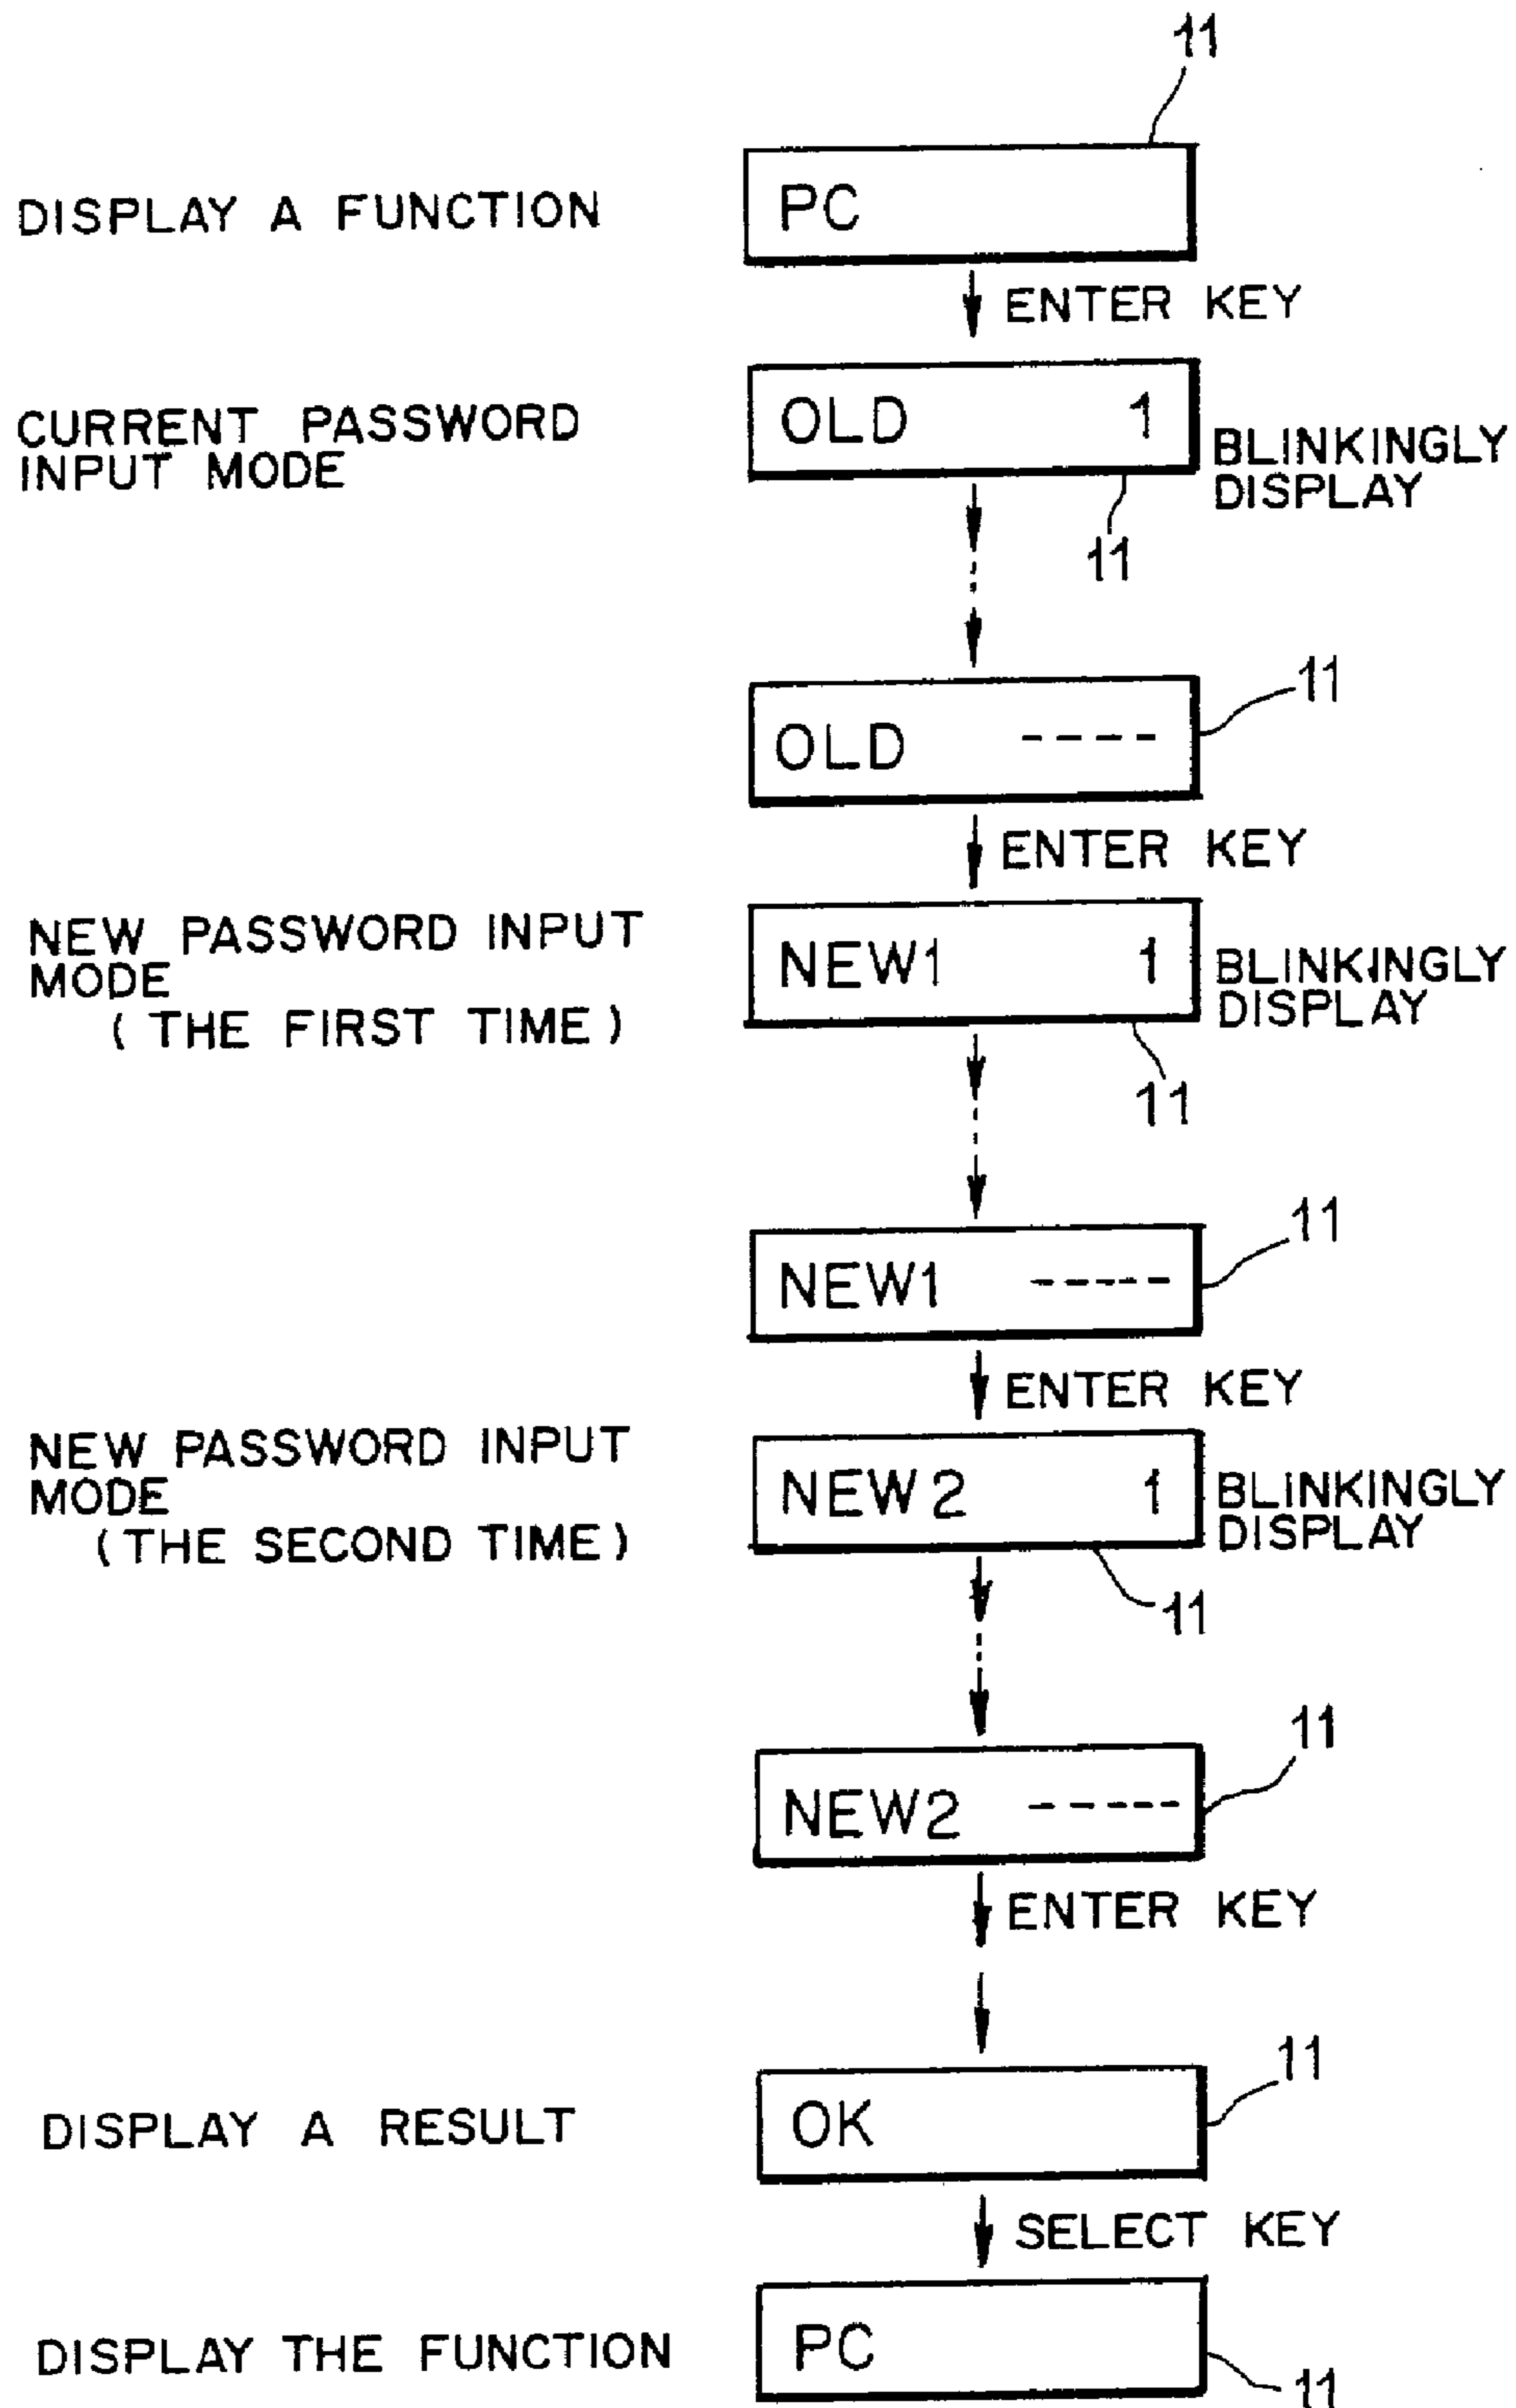 11
DISPLAY A FUNCTION
PC
ENTER KEY
CURRENT PASSWORD
INPUT MODE
OLD 1
BLINKINGLY
DISPLAY
11
OLD ----
11
ENTER KEY
NEW PASSWORD INPUT
MODE
(THE FIRST TIME)
NEW1 1
BLINKINGLY
DISPLAY
11
NEW1 -----
11
ENTER KEY
NEW PASSWORD INPUT
MODE
(THE SECOND TIME)
NEW2 1
BLINKINGLY
DISPLAY
11
NEW2 -----
11
ENTER KEY
DISPLAY A RESULT
OK
11
SELECT KEY
DISPLAY THE FUNCTION
PC
11